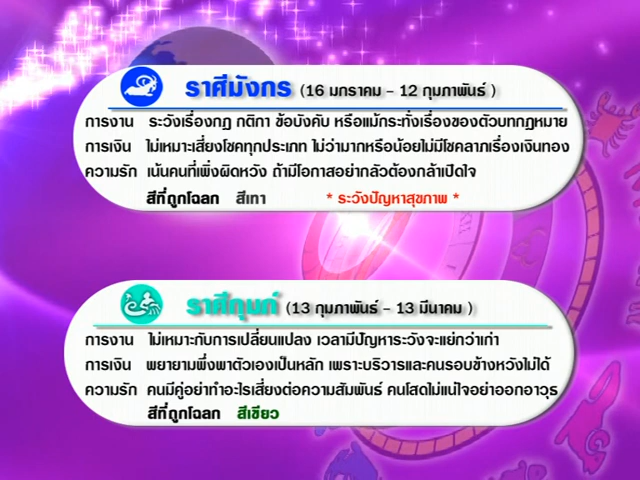 ราศีมังกร (16 มกราคม – 12 กุมภาพันธ์ )
การงาน ระวังเรื่องกฎ กติกา ข้อบังคับ หรือแม้กระทั่งเรื่องของตัวบทกฎหมาย
การเงิน ไม่เหมาะเสี่ยงโชคทุกประเภท ไม่ว่ามากหรือน้อยไม่มีโชคลาภเรื่องเงินทอง
ความรัก เน้นคนที่เพิ่งผิดหวัง ถ้ามีโอกาสอย่ากลัวต้องกล้าเปิดใจ
สีที่ถูกโฉลก สีเทา * ระวังปัญหาสุขภาพ *
ราศีกุมภ์ (13 กุมภาพันธ์ – 13 มีนาคม )
การงาน ไม่เหมาะกับการเปลี่ยนแปลง เวลามีปัญหาระวังจะแย่กว่าเก่า
การเงิน พยายามพึ่งพาตัวเองเป็นหลัก เพราะบริวารและคนรอบข้างหวังไม่ได้
ความรัก คนมีคู่อย่าทำอะไรเสี่ยงต่อความสัมพันธ์ คนโสดไม่แน่ใจอย่าออกอาวุธ
สีที่ถูกโฉลก สีเขียว